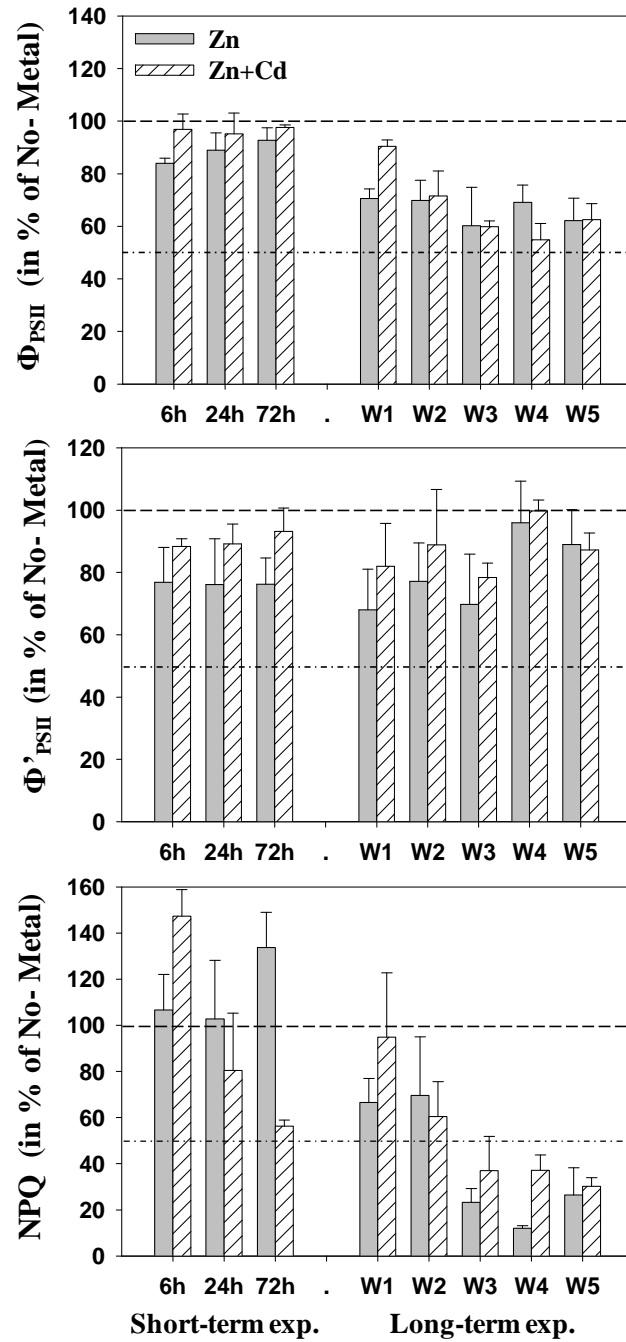 140
120
100
80
60
40
20
0
ΦPSII (in % of No- Metal)
Zn
Zn+Cd
6h 24h 72h . W1 W2 W3 W4 W5
120
100
80
60
40
20
0
Φ’PSII (in % of No- Metal)
6h 24h 72h . W1 W2 W3 W4 W5
160
140
120
100
80
60
40
20
0
NPQ (in % of No- Metal)
6h 24h 72h . W1 W2 W3 W4 W5
Short-term exp. Long-term exp.